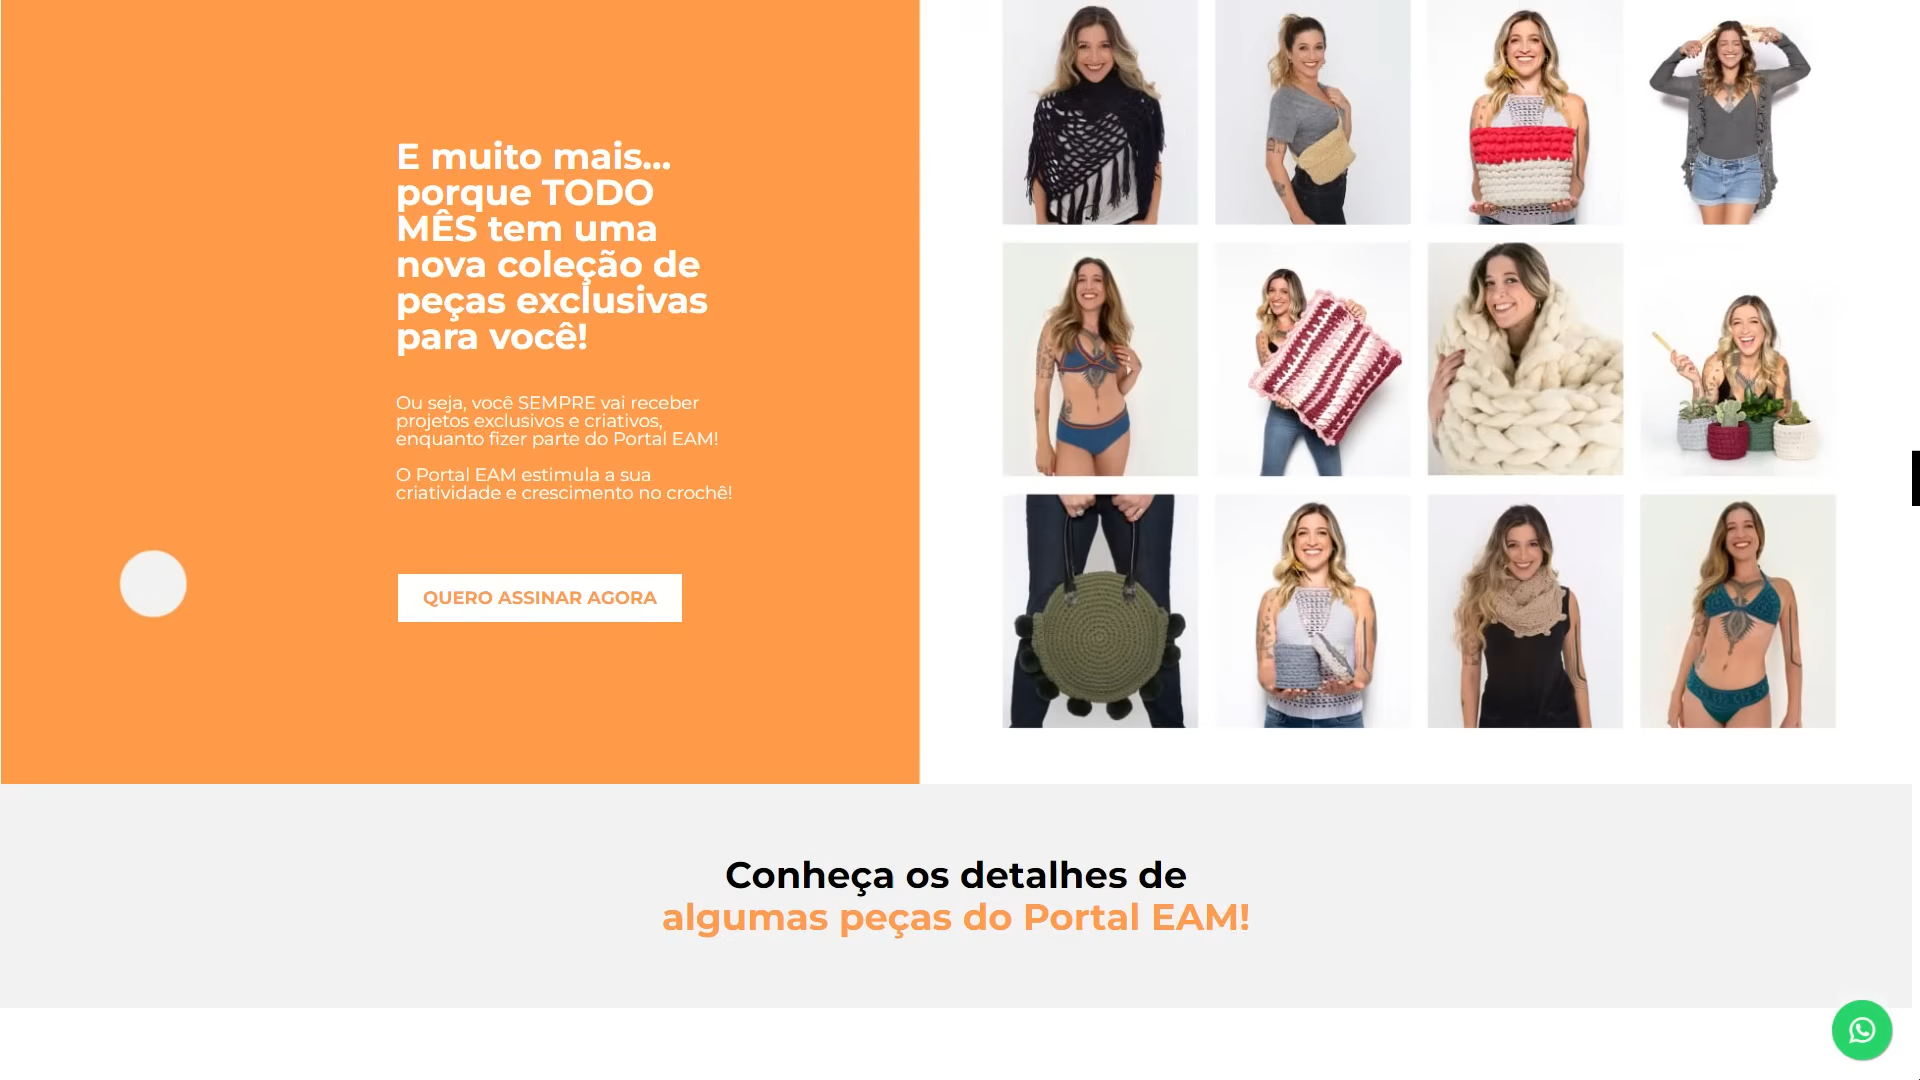 E muito mais...
porque TODO
MÊS tem uma
nova coleção de
peças exclusivas
para você!
Ou seja, você SEMPRE vai receber
projetos exclusivos e criativos,
enquanto fizer parte do Portal EAM!
O Portal EAM estimula a sua
criatividade e crescimento no crochê!
QUERO ASSINAR AGORA
Conheça os detalhes de
algumas peças do Portal EAM!